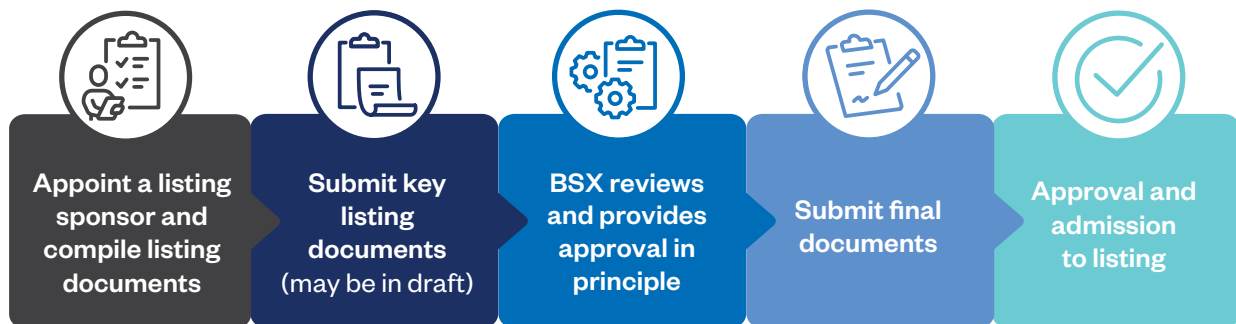 Appoint a listing
sponsor and
compile listing
documents
Submit key
listing
documents
(may be in draft)
BSX reviews
and provides
approval in
principle
Submit final
documents
Approval and
admission
to listing